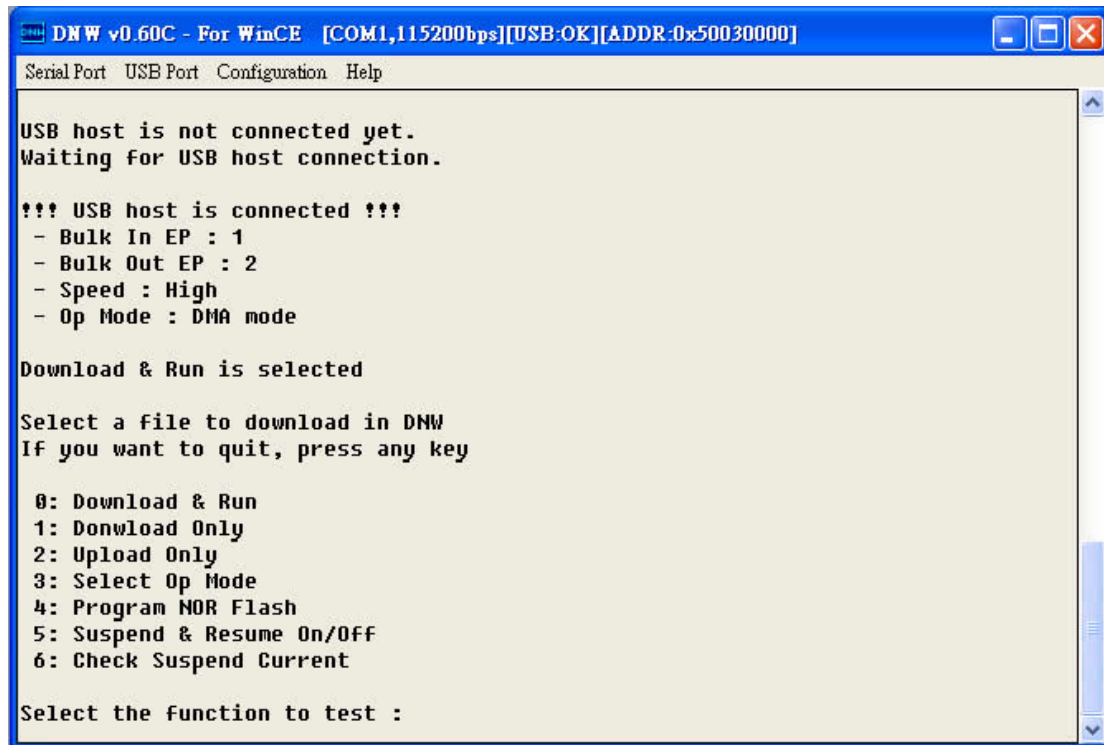 DNW v0.60C - For WinCE [COM1,115200bps][USB:OK][ADDR:0x50030000]
Serial Port USB Port Configuration Help
USB host is not connected yet.
Waiting for USB host connection.
!!! USB host is connected !!!
- Bulk In EP : 1
- Bulk Out EP : 2
- Speed : High
- Op Mode : DMA mode
Download & Run is selected
Select a file to download in DNW
If you want to quit, press any key
0: Download & Run
1: Donwload Only
2: Upload Only
3: Select Op Mode
4: Program NOR Flash
5: Suspend & Resume On/Off
6: Check Suspend Current
Select the function to test :